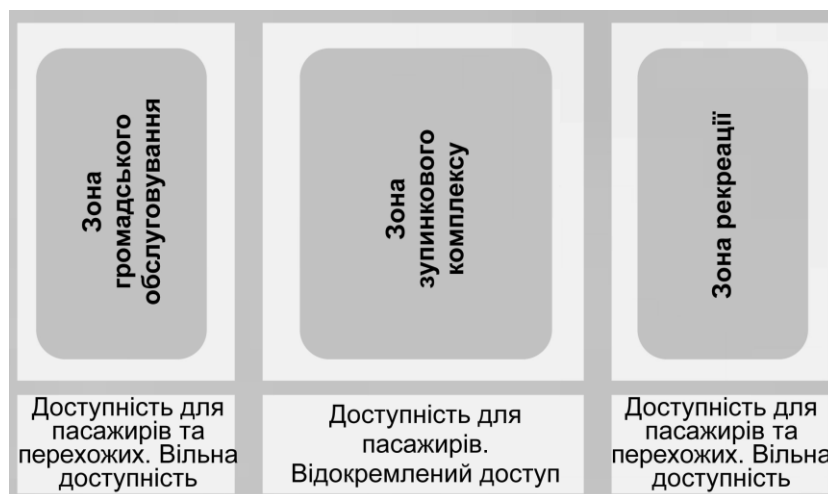 Зона
громадського
обслуговування
Зона
зупинкового
комплексу
Зона рекреації
Доступність для
пасажирів та
перехожих. Вільна
доступність
Доступність для
пасажирів.
Відокремлений доступ
Доступність для
пасажирів та
перехожих. Вільна
доступність